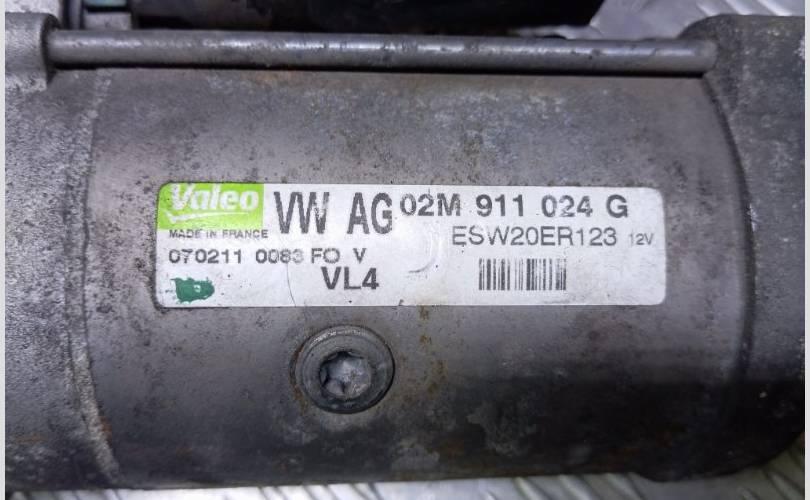 Valeo VW AG 02M 911 024 G
MADE IN FRANCE ESW20ER123 12V
070211 0083 FO V
VL4